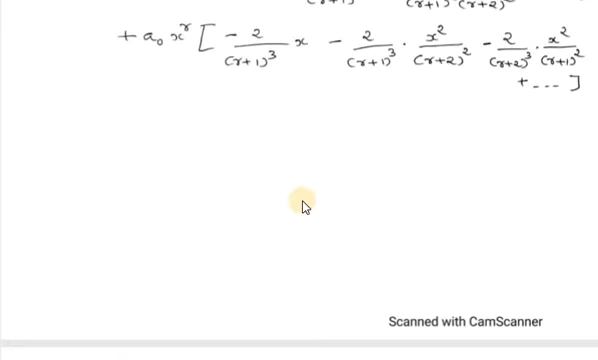 + a₀ xʳ [ -2/(r+1)³ x - 2/(r+1)³ · x²/(r+2)² - 2/(r+2)³ · x²/(r+1)²
+ --- ]
Scanned with CamScanner